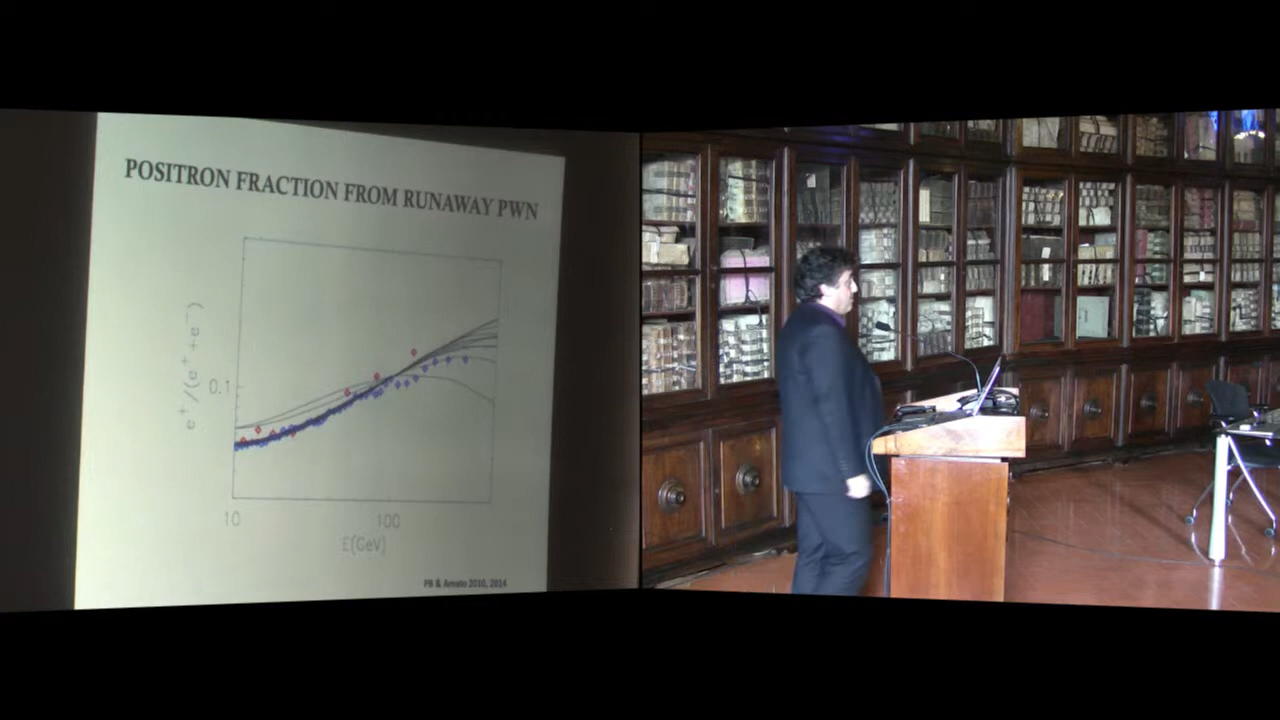 POSITRON FRACTION FROM RUNAWAY PWN
e⁺/(e⁺+e⁻)
0.1
10 100
E(GeV)
PB & Amato 2010, 2014